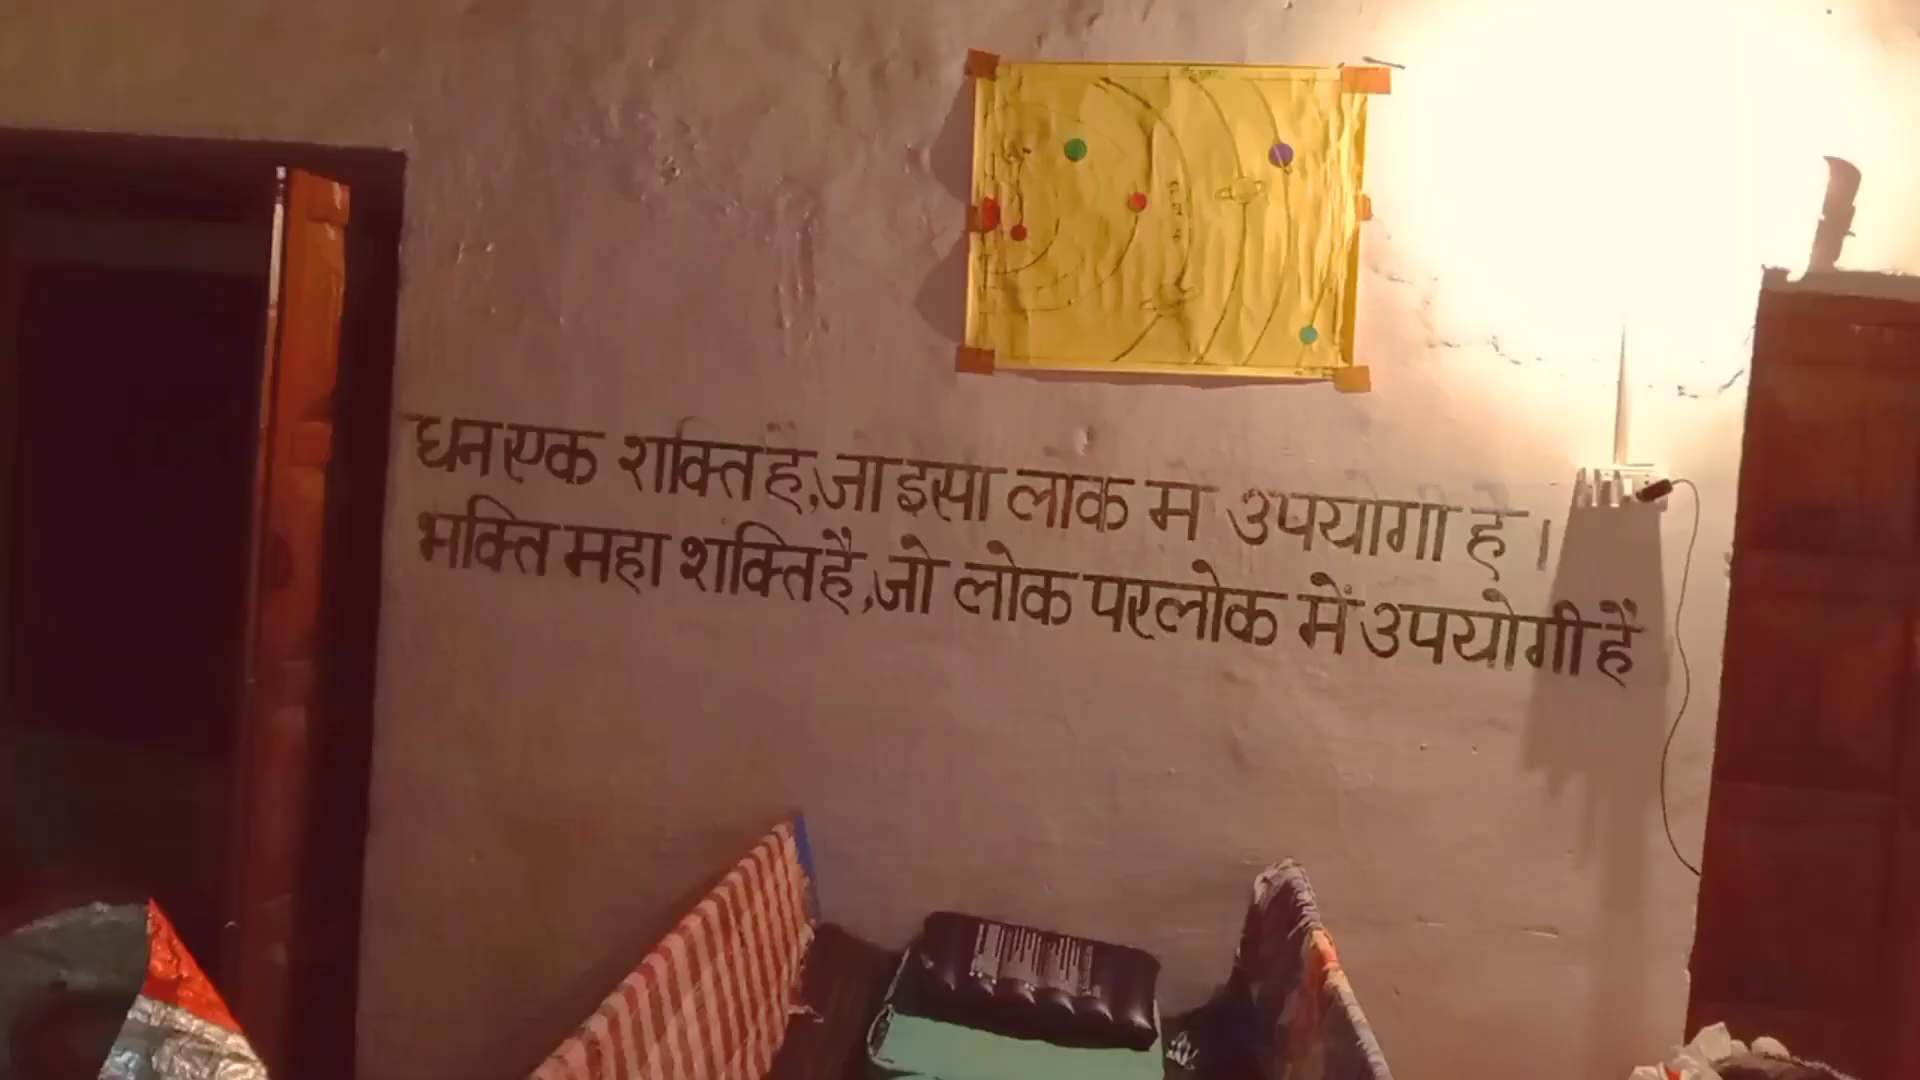 धन एक शक्ति है, जो इसी लोक में उपयोगी है।
भक्ति महा शक्ति है, जो लोक परलोक में उपयोगी है